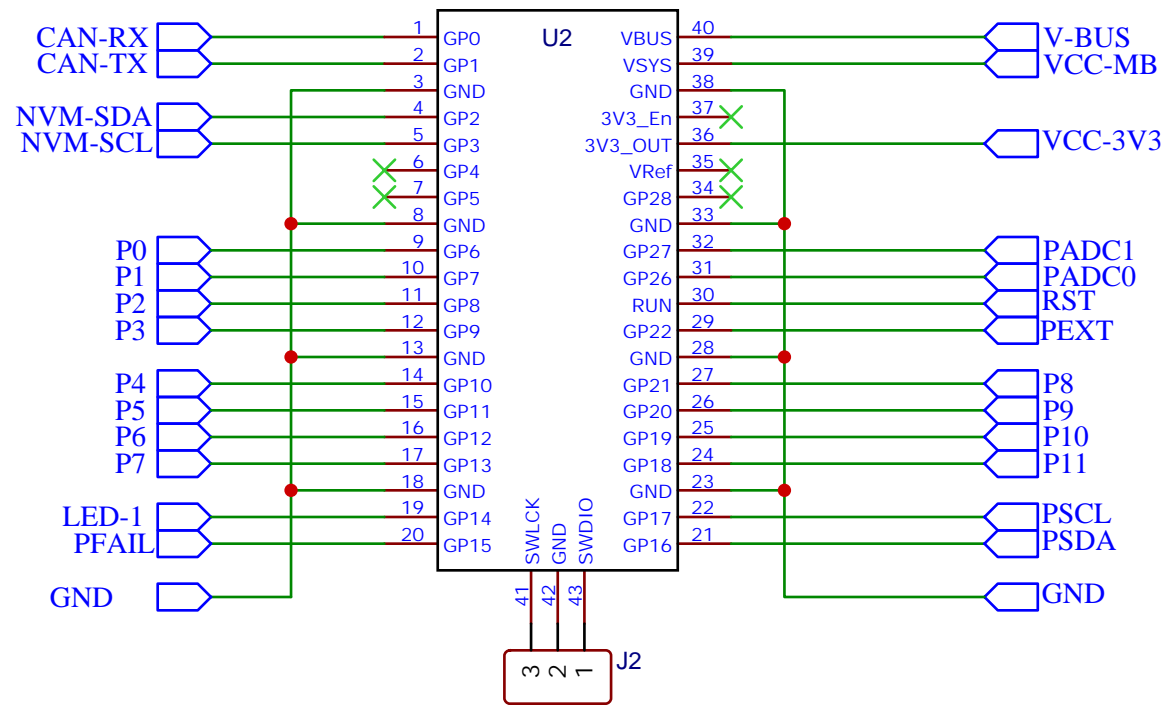 U2
CAN-RX 1 GP0 VBUS 40 V-BUS
CAN-TX 2 GP1 VSYS 39 VCC-MB
3 GND GND 38
NVM-SDA 4 GP2 3V3_En 37
NVM-SCL 5 GP3 3V3_OUT 36 VCC-3V3
6 GP4 VRef 35
7 GP5 GP28 34
8 GND GND 33
P0 9 GP6 GP27 32 PADC1
P1 10 GP7 GP26 31 PADC0
P2 11 GP8 RUN 30 RST
P3 12 GP9 GP22 29 PEXT
13 GND GND 28
P4 14 GP10 GP21 27 P8
P5 15 GP11 GP20 26 P9
P6 16 GP12 GP19 25 P10
P7 17 GP13 GP18 24 P11
18 GND GND 23
LED-1 19 GP14 GP17 22 PSCL
PFAIL 20 GP15 GP16 21 PSDA
SWLCK GND SWDIO
GND 41 42 43 GND
J2
3 2 1